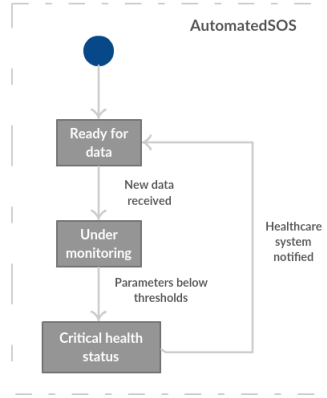 AutomatedSOS
Ready for
data
New data
received
Under
monitoring
Healthcare
system
notified
Parameters below
thresholds
Critical health
status